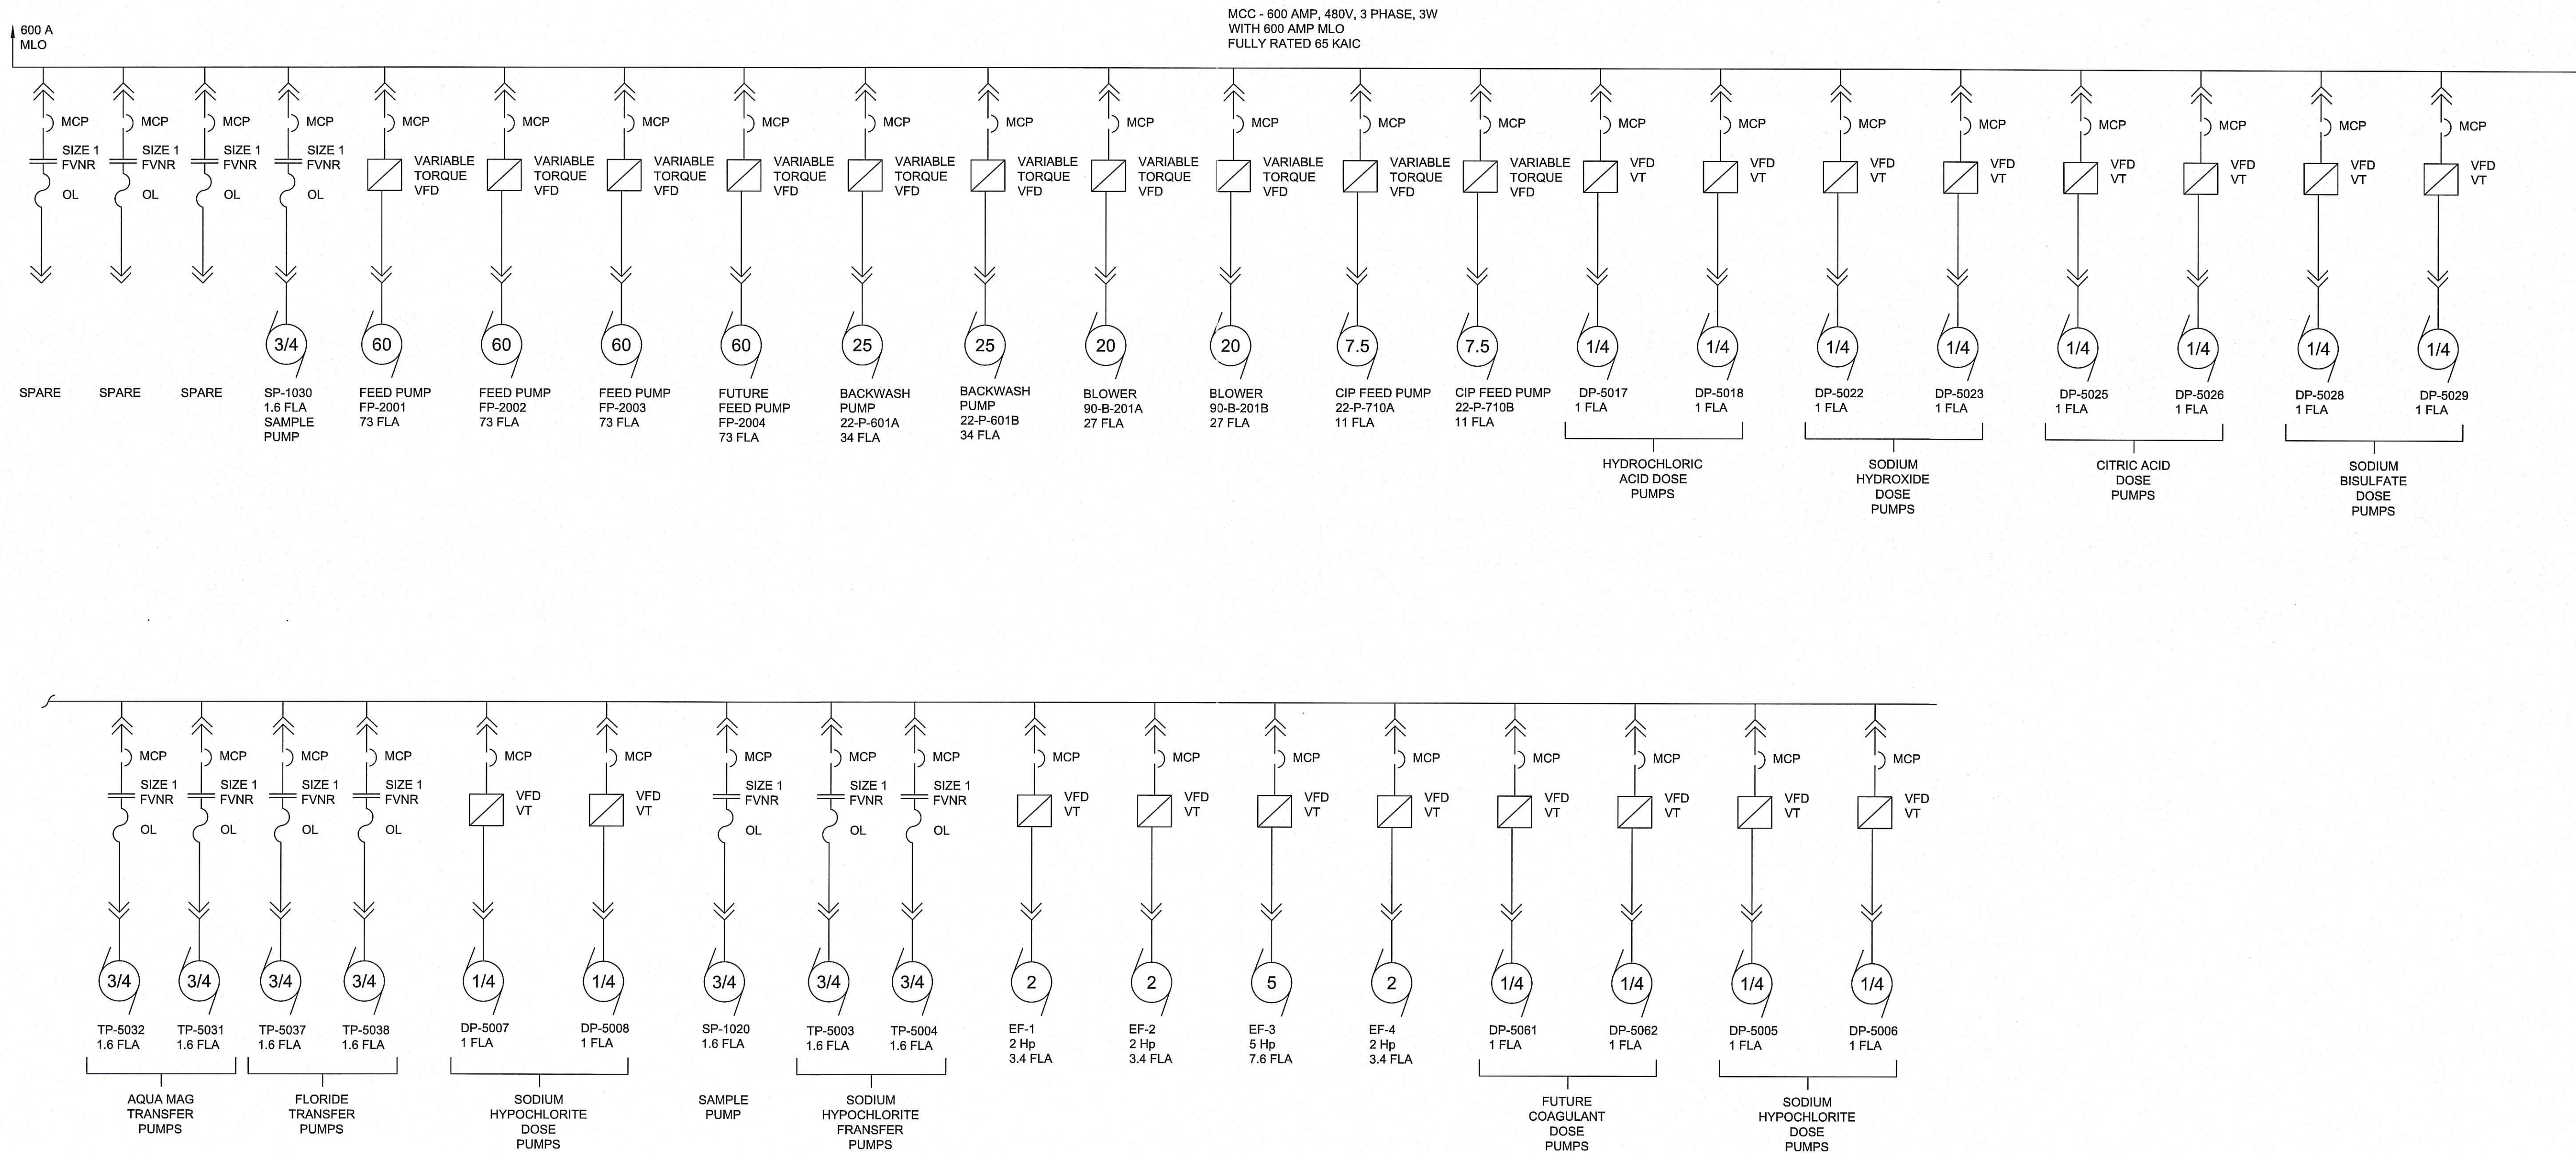 MCC - 600 AMP, 480V, 3 PHASE, 3W
WITH 600 AMP MLO
FULLY RATED 65 KAIC
600 A
MLO
MCP
SIZE 1
FVNR
OL
SPARE
MCP
SIZE 1
FVNR
OL
SPARE
MCP
SIZE 1
FVNR
OL
SPARE
MCP
SIZE 1
FVNR
OL
3/4
SP-1030
1.6 FLA
SAMPLE
PUMP
MCP
VARIABLE
TORQUE
VFD
60
FEED PUMP
FP-2001
73 FLA
MCP
VARIABLE
TORQUE
VFD
60
FEED PUMP
FP-2002
73 FLA
MCP
VARIABLE
TORQUE
VFD
60
FEED PUMP
FP-2003
73 FLA
MCP
VARIABLE
TORQUE
VFD
60
FUTURE
FEED PUMP
FP-2004
73 FLA
MCP
VARIABLE
TORQUE
VFD
25
BACKWASH
PUMP
22-P-601A
34 FLA
MCP
VARIABLE
TORQUE
VFD
25
BACKWASH
PUMP
22-P-601B
34 FLA
MCP
VARIABLE
TORQUE
VFD
20
BLOWER
90-B-201A
27 FLA
MCP
VARIABLE
TORQUE
VFD
20
BLOWER
90-B-201B
27 FLA
MCP
VARIABLE
TORQUE
VFD
7.5
CIP FEED PUMP
22-P-710A
11 FLA
MCP
VARIABLE
TORQUE
VFD
7.5
CIP FEED PUMP
22-P-710B
11 FLA
MCP
VFD
VT
1/4
DP-5017
1 FLA
MCP
VFD
VT
1/4
DP-5018
1 FLA
HYDROCHLORIC
ACID DOSE
PUMPS
MCP
VFD
VT
1/4
DP-5022
1 FLA
MCP
VFD
VT
1/4
DP-5023
1 FLA
SODIUM
HYDROXIDE
DOSE
PUMPS
MCP
VFD
VT
1/4
DP-5025
1 FLA
MCP
VFD
VT
1/4
DP-5026
1 FLA
CITRIC ACID
DOSE
PUMPS
MCP
VFD
VT
1/4
DP-5028
1 FLA
MCP
VFD
VT
1/4
DP-5029
1 FLA
SODIUM
BISULFATE
DOSE
PUMPS
MCP
SIZE 1
FVNR
OL
3/4
TP-5032
1.6 FLA
MCP
SIZE 1
FVNR
OL
3/4
TP-5031
1.6 FLA
AQUA MAG
TRANSFER
PUMPS
MCP
SIZE 1
FVNR
OL
3/4
TP-5037
1.6 FLA
MCP
SIZE 1
FVNR
OL
3/4
TP-5038
1.6 FLA
FLORIDE
TRANSFER
PUMPS
MCP
VFD
VT
1/4
DP-5007
1 FLA
MCP
VFD
VT
1/4
DP-5008
1 FLA
SODIUM
HYPOCHLORITE
DOSE
PUMPS
MCP
SIZE 1
FVNR
OL
3/4
SP-1020
1.6 FLA
SAMPLE
PUMP
MCP
SIZE 1
FVNR
OL
3/4
TP-5003
1.6 FLA
MCP
SIZE 1
FVNR
OL
3/4
TP-5004
1.6 FLA
SODIUM
HYPOCHLORITE
FRANSFER
PUMPS
MCP
VFD
VT
2
EF-1
2 Hp
3.4 FLA
MCP
VFD
VT
2
EF-2
2 Hp
3.4 FLA
MCP
VFD
VT
5
EF-3
5 Hp
7.6 FLA
MCP
VFD
VT
2
EF-4
2 Hp
3.4 FLA
MCP
VFD
VT
1/4
DP-5061
1 FLA
MCP
VFD
VT
1/4
DP-5062
1 FLA
FUTURE
COAGULANT
DOSE
PUMPS
MCP
VFD
VT
1/4
DP-5005
1 FLA
MCP
VFD
VT
1/4
DP-5006
1 FLA
SODIUM
HYPOCHLORITE
DOSE
PUMPS